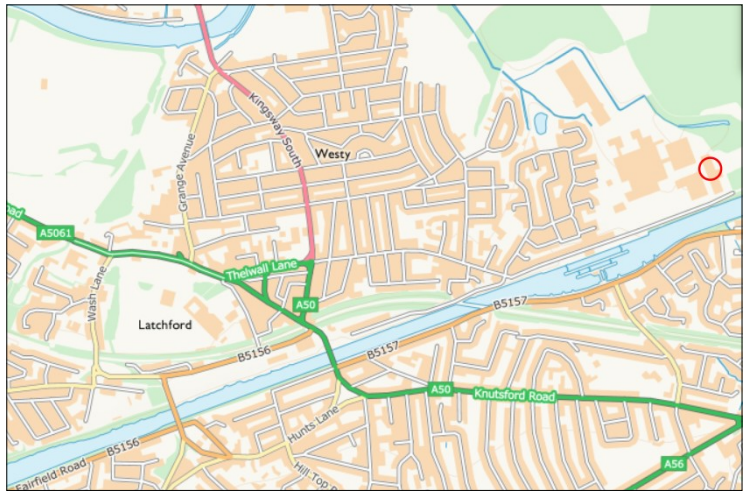 Kingsway South
Westy
Grange Avenue
oad
A5061
Thelwall Lane
Wash Lane
A50
Latchford
B5157
B5156
B5157
A50
Knutsford Road
Hunts Lane
B5156
Fairfield Road
Hill Top R
A56